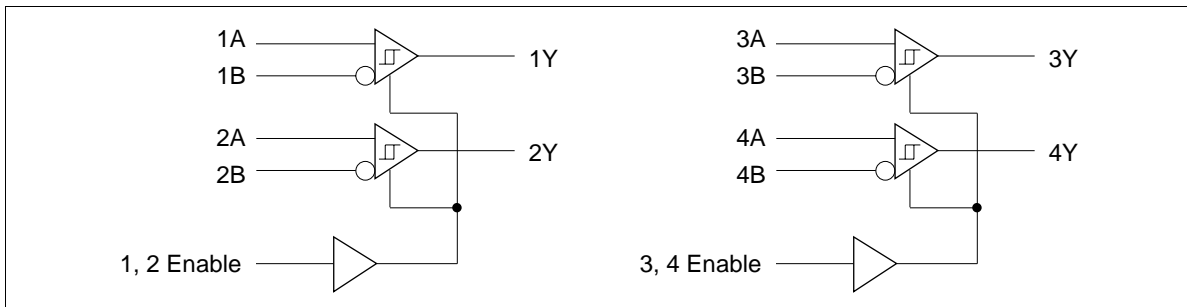 1A
1B
1Y
2A
2B
2Y
1, 2 Enable
3A
3B
3Y
4A
4B
4Y
3, 4 Enable